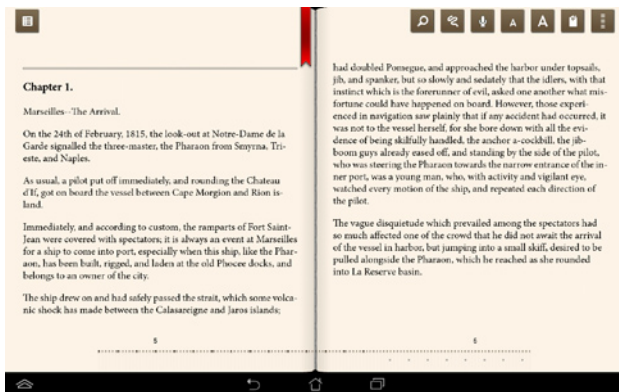 A
A
Chapter 1.
Marseilles--The Arrival.
On the 24th of February, 1815, the look-out at Notre-Dame de la
Garde signalled the three-master, the Pharaon from Smyrna, Tri-
este, and Naples.
As usual, a pilot put off immediately, and rounding the Chateau
d'If, got on board the vessel between Cape Morgion and Rion is-
land.
Immediately, and according to custom, the ramparts of Fort Saint-
Jean were covered with spectators; it is always an event at Marseilles
for a ship to come into port, especially when this ship, like the Phar-
aon, has been built, rigged, and laden at the old Phocee docks, and
belongs to an owner of the city.
The ship drew on and had safely passed the strait, which some volca-
nic shock has made between the Calasareigne and Jaros islands;
5
had doubled Pomegue, and approached the harbor under topsails,
jib, and spanker, but so slowly and sedately that the idlers, with that
instinct which is the forerunner of evil, asked one another what mis-
fortune could have happened on board. However, those experi-
enced in navigation saw plainly that if any accident had occurred, it
was not to the vessel herself, for she bore down with all the evi-
dence of being skilfully handled, the anchor a-cockbill, the jib-
boom guys already eased off, and standing by the side of the pilot,
who was steering the Pharaon towards the narrow entrance of the in-
ner port, was a young man, who, with activity and vigilant eye,
watched every motion of the ship, and repeated each direction of
the pilot.
The vague disquietude which prevailed among the spectators had
so much affected one of the crowd that he did not await the arrival
of the vessel in harbor, but jumping into a small skiff, desired to be
pulled alongside the Pharaon, which he reached as she rounded
into La Reserve basin.
6